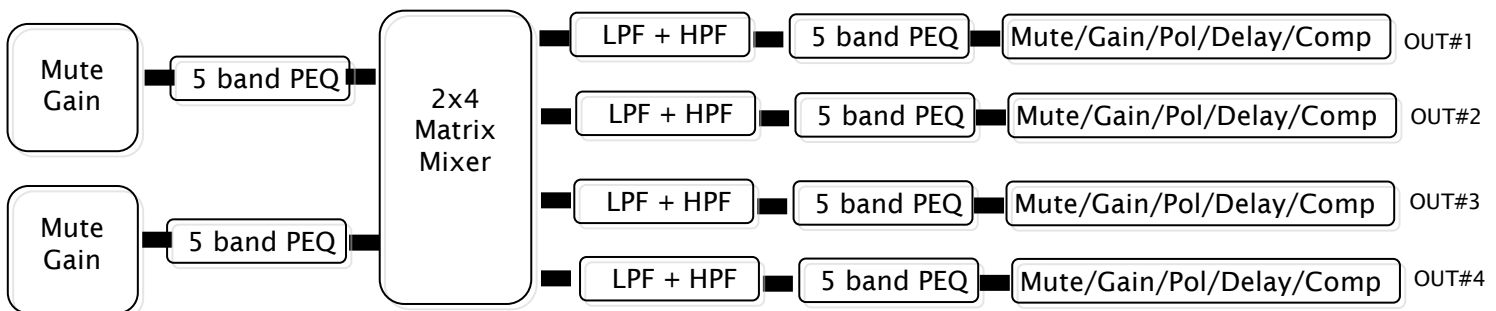 Mute
Gain
5 band PEQ
2x4
Matrix
Mixer
LPF + HPF
5 band PEQ
Mute/Gain/Pol/Delay/Comp
OUT#1
LPF + HPF
5 band PEQ
Mute/Gain/Pol/Delay/Comp
OUT#2
Mute
Gain
5 band PEQ
LPF + HPF
5 band PEQ
Mute/Gain/Pol/Delay/Comp
OUT#3
LPF + HPF
5 band PEQ
Mute/Gain/Pol/Delay/Comp
OUT#4